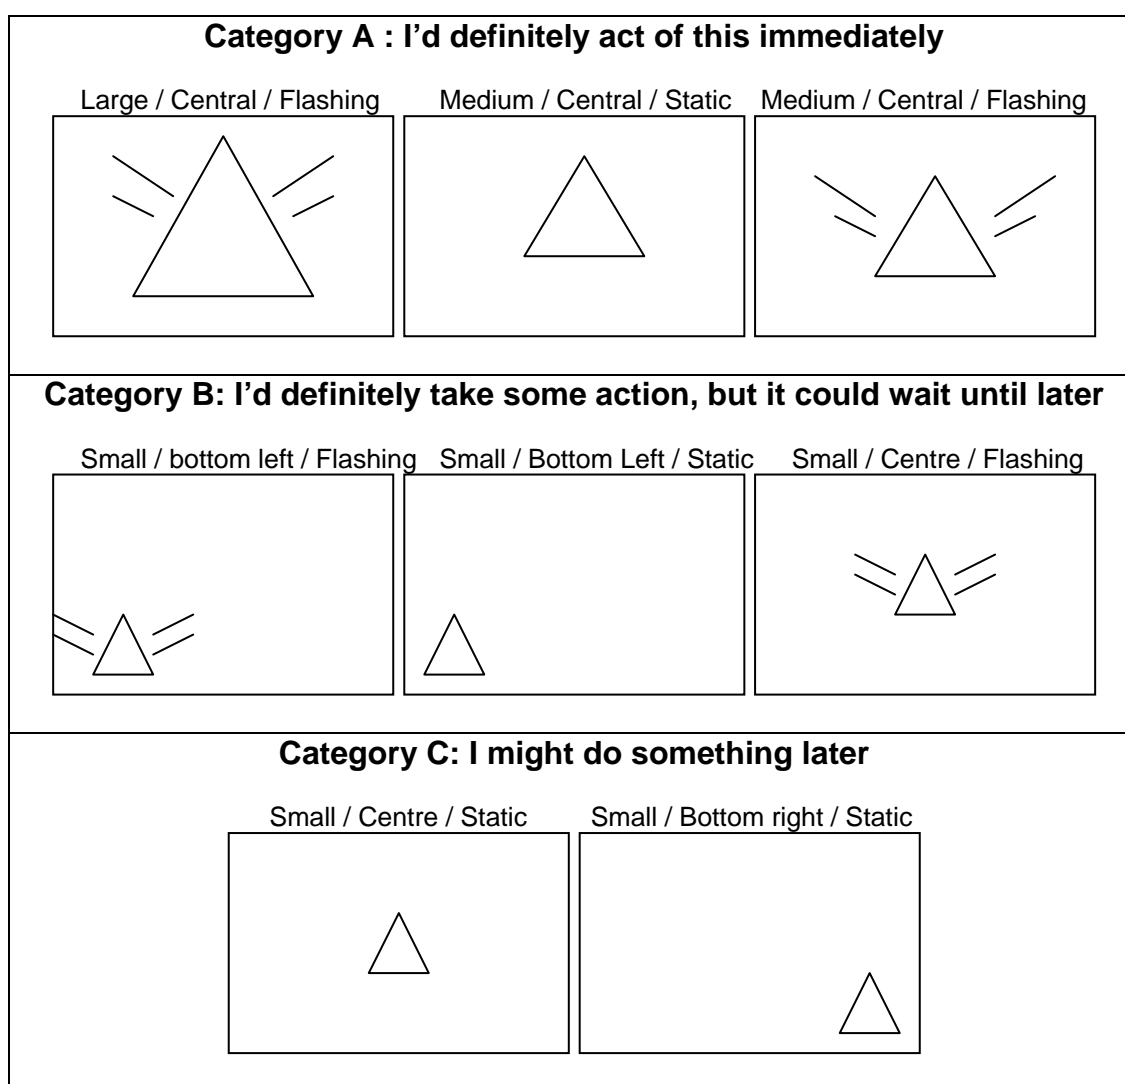 Category A : I’d definitely act of this immediately
Large / Central / Flashing
Medium / Central / Static
Medium / Central / Flashing
Category B: I’d definitely take some action, but it could wait until later
Small / bottom left / Flashing
Small / Bottom Left / Static
Small / Centre / Flashing
Category C: I might do something later
Small / Centre / Static
Small / Bottom right / Static